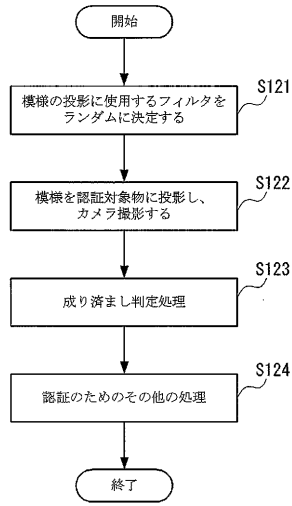 開始
S121
模様の投影に使用するフィルタを
ランダムに決定する
S122
模様を認証対象物に投影し、
カメラ撮影する
S123
成り済まし判定処理
S124
認証のためのその他の処理
終了